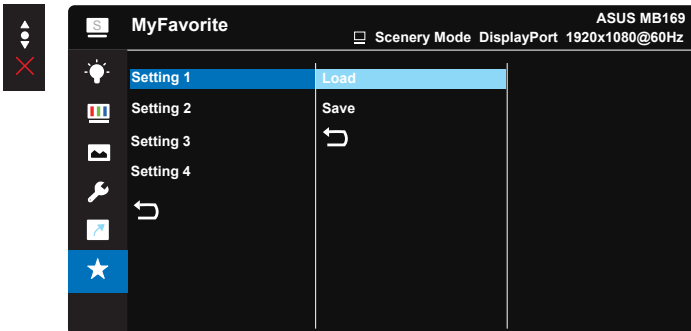 S
MyFavorite
ASUS MB169
Scenery Mode DisplayPort 1920x1080@60Hz
Setting 1
Load
Setting 2
Save
Setting 3
Setting 4